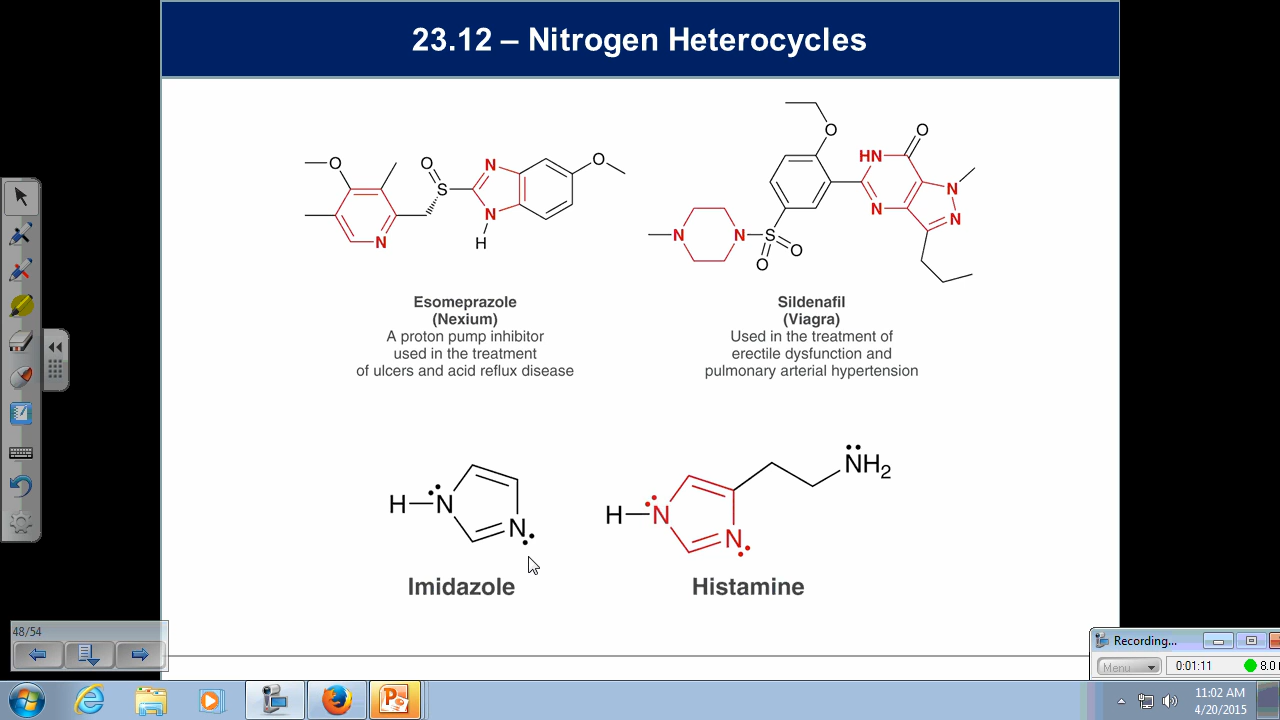 23.12 – Nitrogen Heterocycles
O
O
S
N
N
H
O
N
O
O
HN
O
N
N
N
N
N
S
O
O
Esomeprazole
(Nexium)
A proton pump inhibitor
used in the treatment
of ulcers and acid reflux disease
Sildenafil
(Viagra)
Used in the treatment of
erectile dysfunction and
pulmonary arterial hypertension
H
N
N
H
N
N
NH2
Imidazole
Histamine
48/54
Recording...
Menu
0:01:11
8.0
11:02 AM
4/20/2015